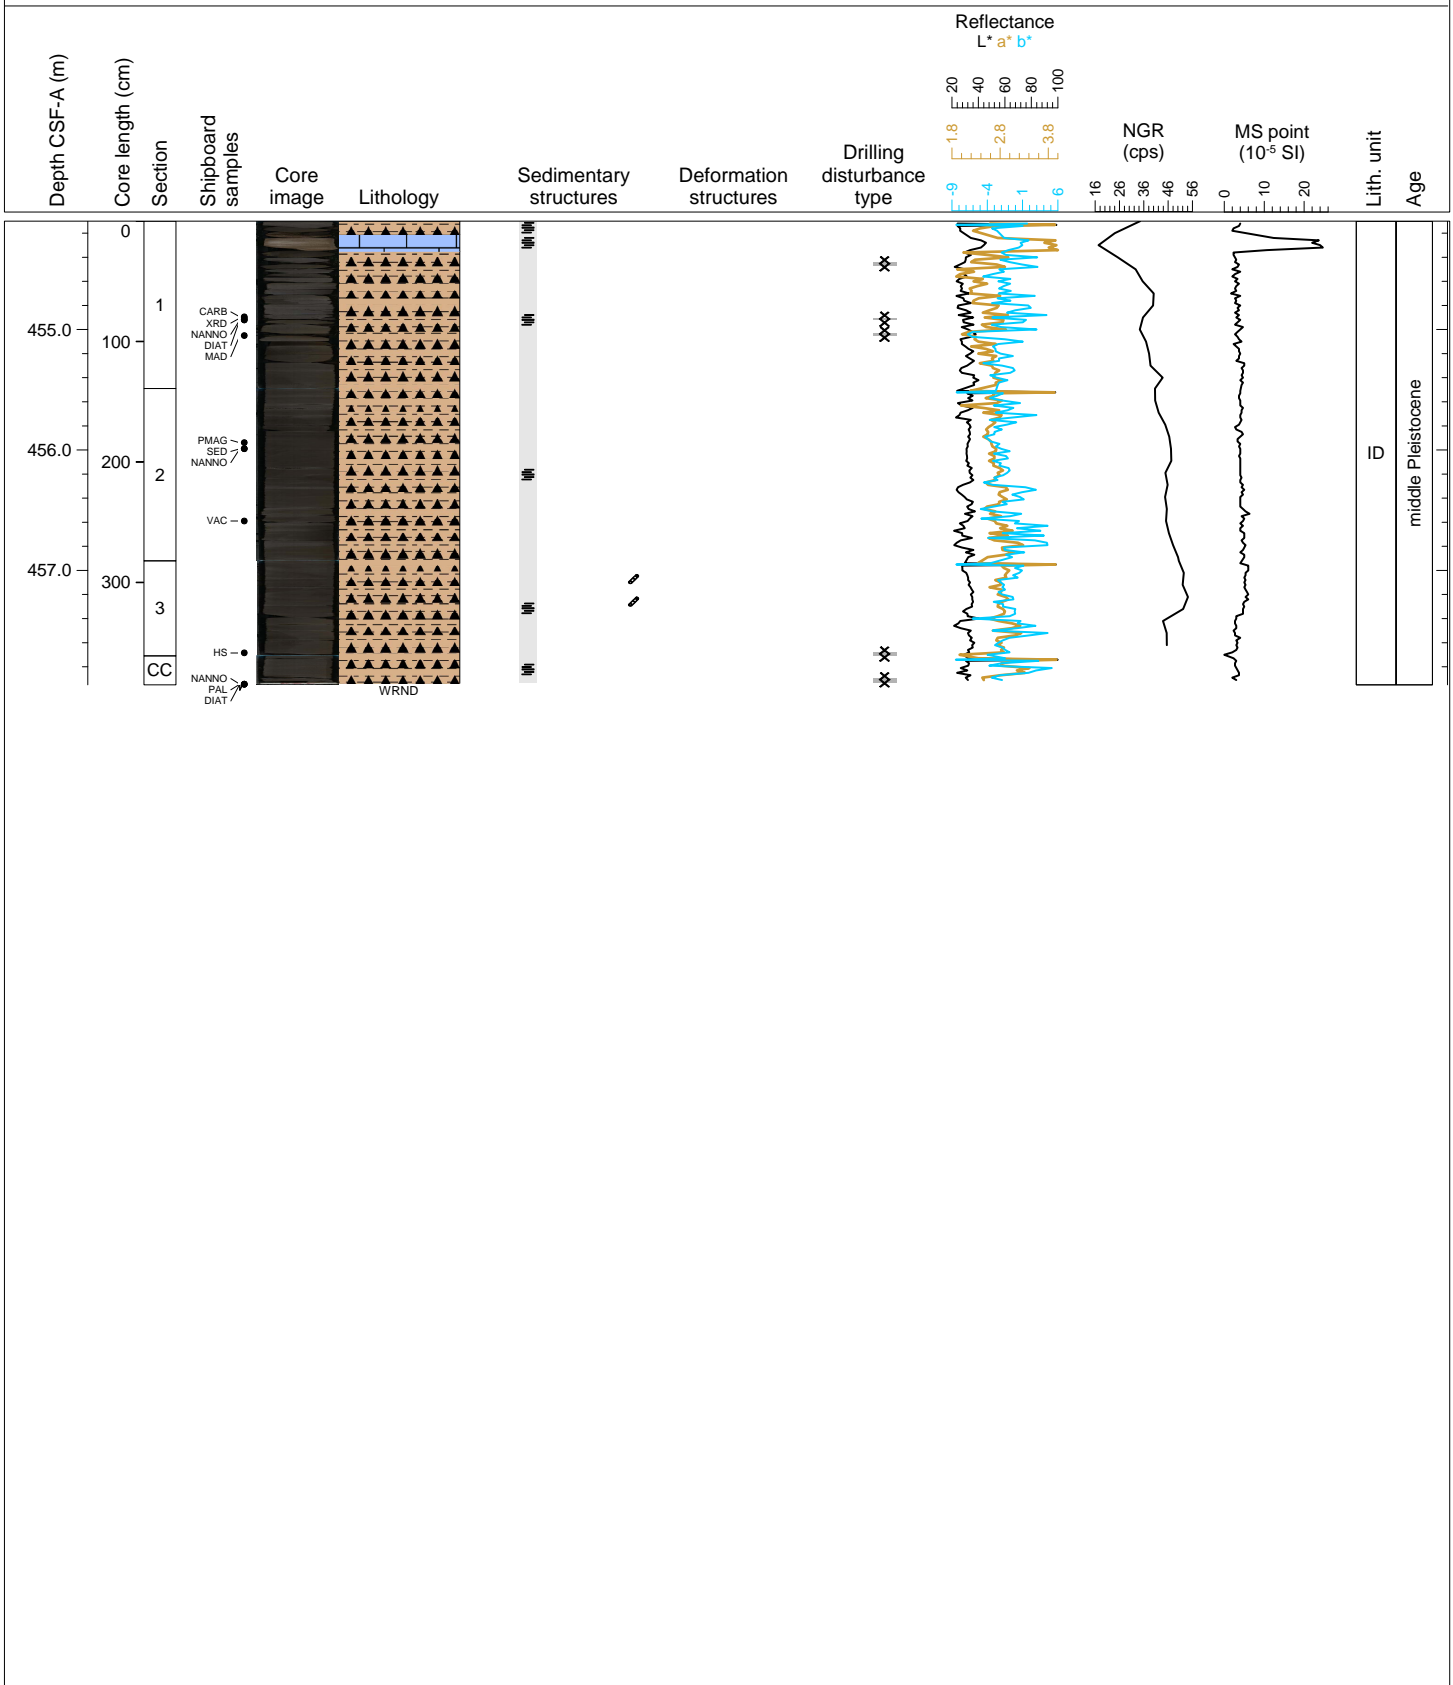 Depth CSF-A (m)
Core length (cm)
Section
Shipboard
samples
Core
image
Lithology
Sedimentary
structures
Deformation
structures
Drilling
disturbance
type
Reflectance
L* a* b*
20 40 60 80 100
1.8 2.8 3.8
-9 -4 1 6
NGR
(cps)
16 26 36 46 56
MS point
(10⁻⁵ SI)
0 10 20
Lith. unit
Age
0
1
CARB
XRD
455.0
NANNO
100
DIAT
MAD
PMAG
456.0
SED
200
NANNO
2
VAC
457.0
300
3
HS
CC
NANNO
PAL
DIAT
WRND
ID
middle Pleistocene